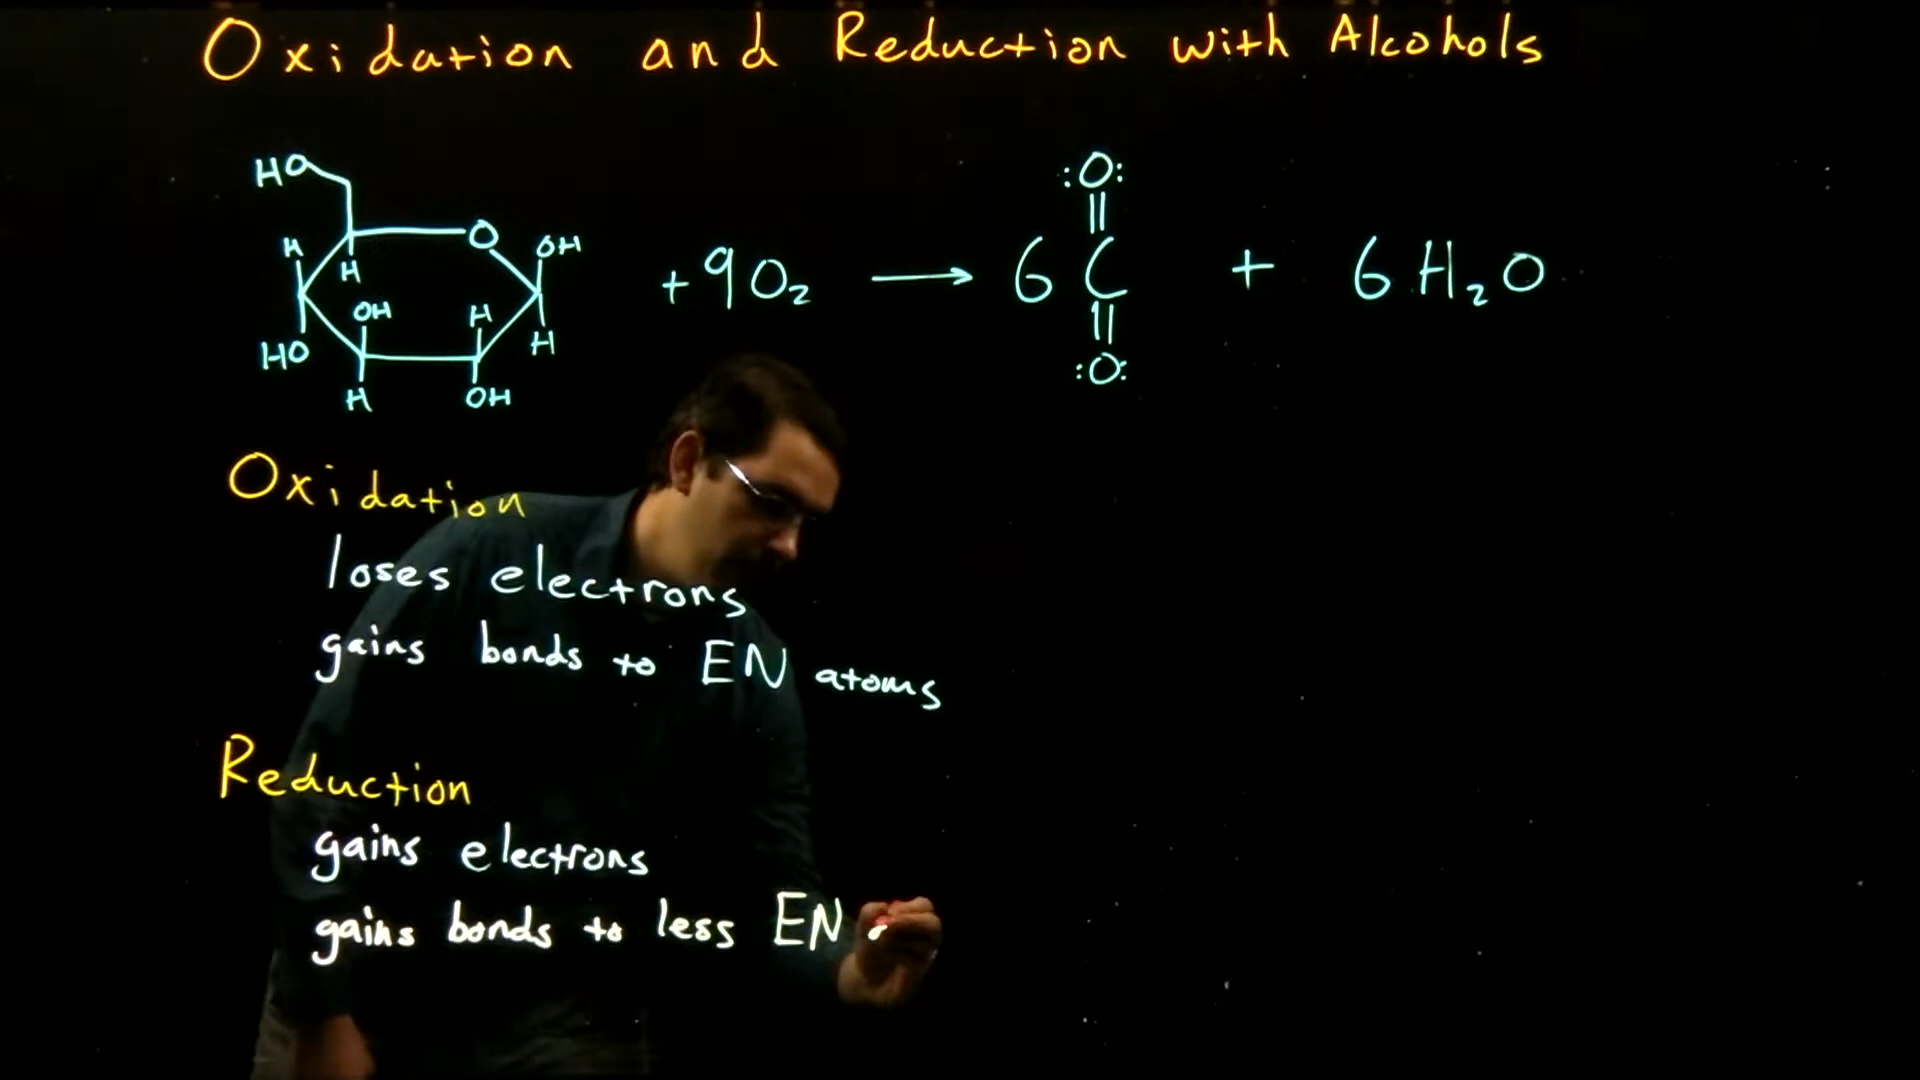 Oxidation and Reduction with Alcohols
HO
H
H
OH
HO
H
O
OH
H
OH
H
+ 9O₂ → 6 C + 6 H₂O
:O:
:O:
Oxidation
loses electrons
gains bonds to EN atoms
Reduction
gains electrons
gains bonds to less EN